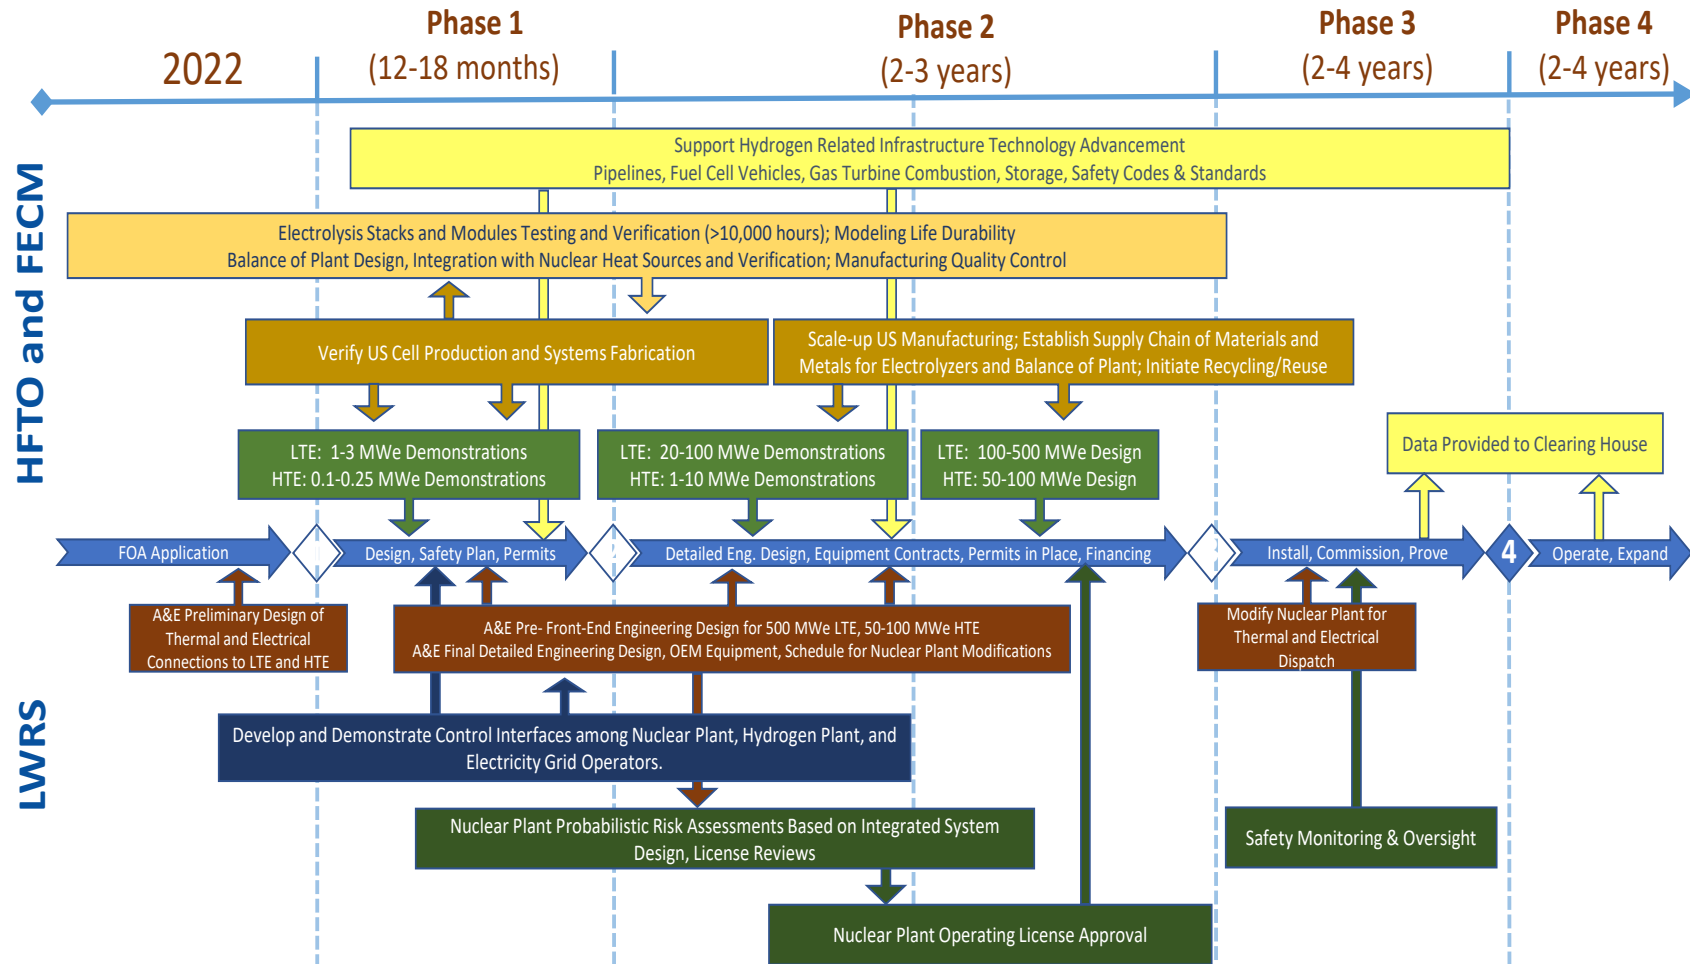 Phase 1
Phase 2
Phase 3
Phase 4
2022
(12-18 months)
(2-3 years)
(2-4 years)
(2-4 years)
HFTO and FECM
Support Hydrogen Related Infrastructure Technology Advancement
Pipelines, Fuel Cell Vehicles, Gas Turbine Combustion, Storage, Safety Codes & Standards
Electrolysis Stacks and Modules Testing and Verification (>10,000 hours); Modeling Life Durability
Balance of Plant Design, Integration with Nuclear Heat Sources and Verification; Manufacturing Quality Control
Verify US Cell Production and Systems Fabrication
Scale-up US Manufacturing; Establish Supply Chain of Materials and
Metals for Electrolyzers and Balance of Plant; Initiate Recycling/Reuse
LTE: 1-3 MWe Demonstrations
HTE: 0.1-0.25 MWe Demonstrations
LTE: 20-100 MWe Demonstrations
HTE: 1-10 MWe Demonstrations
LTE: 100-500 MWe Design
HTE: 50-100 MWe Design
Data Provided to Clearing House
FOA Application
Design, Safety Plan, Permits
Detailed Eng. Design, Equipment Contracts, Permits in Place, Financing
Install, Commission, Prove
4
Operate, Expand
LWRS
A&E Preliminary Design of
Thermal and Electrical
Connections to LTE and HTE
A&E Pre- Front-End Engineering Design for 500 MWe LTE, 50-100 MWe HTE
A&E Final Detailed Engineering Design, OEM Equipment, Schedule for Nuclear Plant Modifications
Modify Nuclear Plant for
Thermal and Electrical
Dispatch
Develop and Demonstrate Control Interfaces among Nuclear Plant, Hydrogen Plant, and
Electricity Grid Operators.
Nuclear Plant Probabilistic Risk Assessments Based on Integrated System
Design, License Reviews
Safety Monitoring & Oversight
Nuclear Plant Operating License Approval